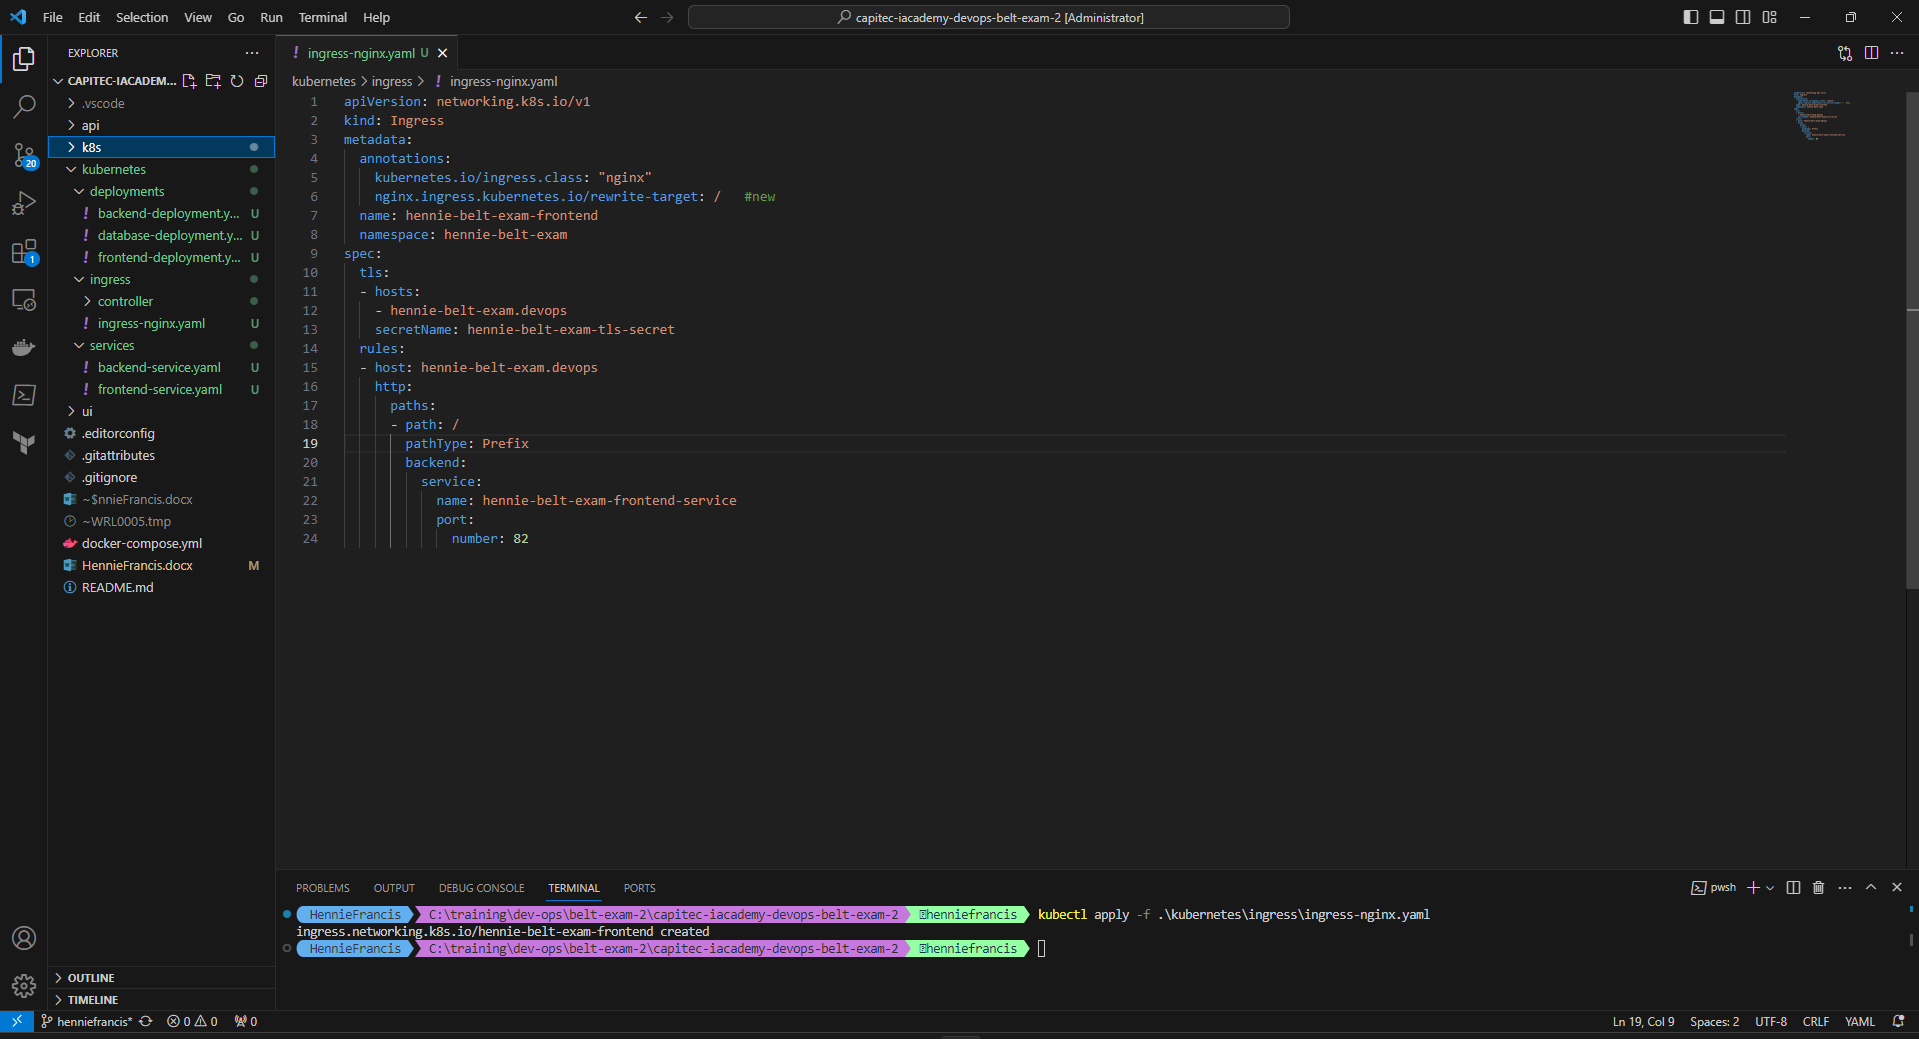 File Edit Selection View Go Run Terminal Help
capitec-iacademy-devops-belt-exam-2 [Administrator]
EXPLORER
CAPITEC-IACADEM...
.vscode
api
k8s
kubernetes
deployments
backend-deployment.y... U
database-deployment.y... U
frontend-deployment.y... U
ingress
controller
ingress-nginx.yaml U
services
backend-service.yaml U
frontend-service.yaml U
ui
.editorconfig
.gitattributes
.gitignore
~$nnieFrancis.docx
~WRL0005.tmp
docker-compose.yml
HennieFrancis.docx M
README.md
OUTLINE
TIMELINE
20
1
ingress-nginx.yaml U
kubernetes > ingress > ! ingress-nginx.yaml
1 apiVersion: networking.k8s.io/v1
2 kind: Ingress
3 metadata:
4 annotations:
5 kubernetes.io/ingress.class: "nginx"
6 nginx.ingress.kubernetes.io/rewrite-target: / #new
7 name: hennie-belt-exam-frontend
8 namespace: hennie-belt-exam
9 spec:
10 tls:
11 - hosts:
12 - hennie-belt-exam.devops
13 secretName: hennie-belt-exam-tls-secret
14 rules:
15 - host: hennie-belt-exam.devops
16 http:
17 paths:
18 - path: /
19 pathType: Prefix
20 backend:
21 service:
22 name: hennie-belt-exam-frontend-service
23 port:
24 number: 82
PROBLEMS OUTPUT DEBUG CONSOLE TERMINAL PORTS
pwsh
HennieFrancis C:\training\dev-ops\belt-exam-2\capitec-iacademy-devops-belt-exam-2 henniefrancis kubectl apply -f .\kubernetes\ingress\ingress-nginx.yaml
ingress.networking.k8s.io/hennie-belt-exam-frontend created
HennieFrancis C:\training\dev-ops\belt-exam-2\capitec-iacademy-devops-belt-exam-2 henniefrancis
henniefrancis* 0 0 0
Ln 19, Col 9 Spaces: 2 UTF-8 CRLF YAML